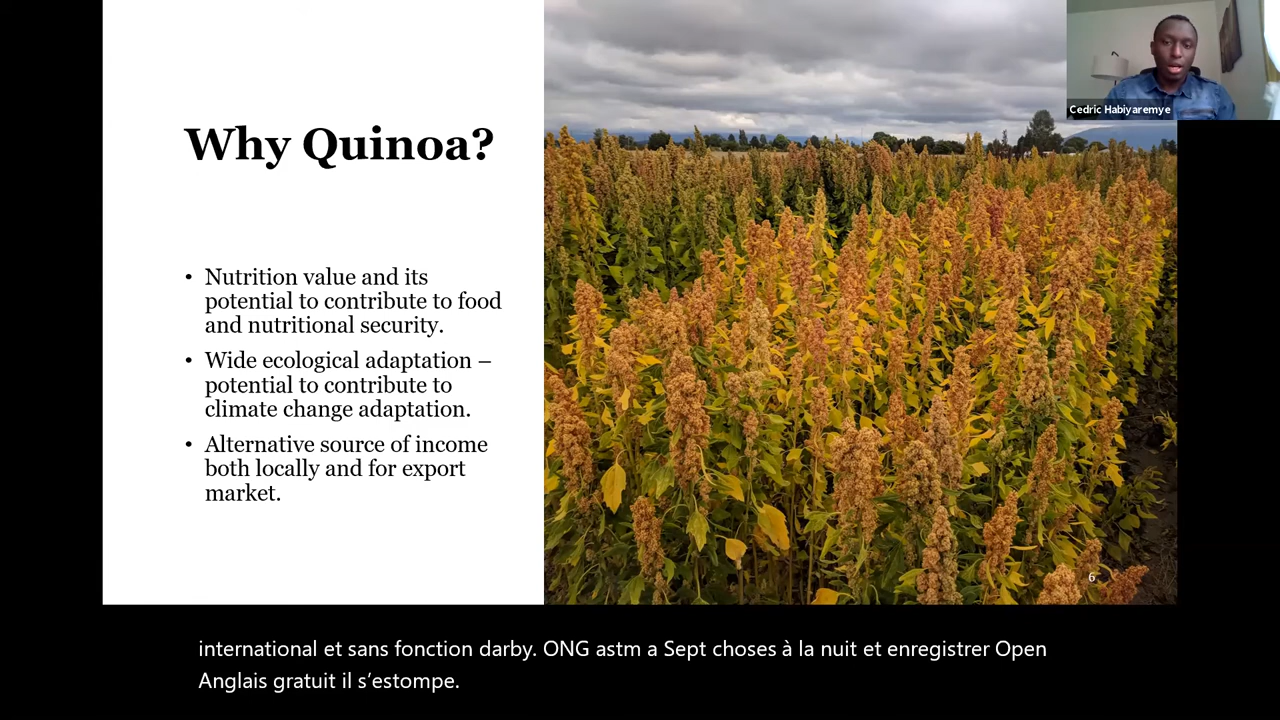 Why Quinoa?
• Nutrition value and its
potential to contribute to food
and nutritional security.
• Wide ecological adaptation –
potential to contribute to
climate change adaptation.
• Alternative source of income
both locally and for export
market.
Cedric Habiyaremye
6
international et sans fonction darby. ONG astm a Sept choses à la nuit et enregistrer Open
Anglais gratuit il s’estompe.